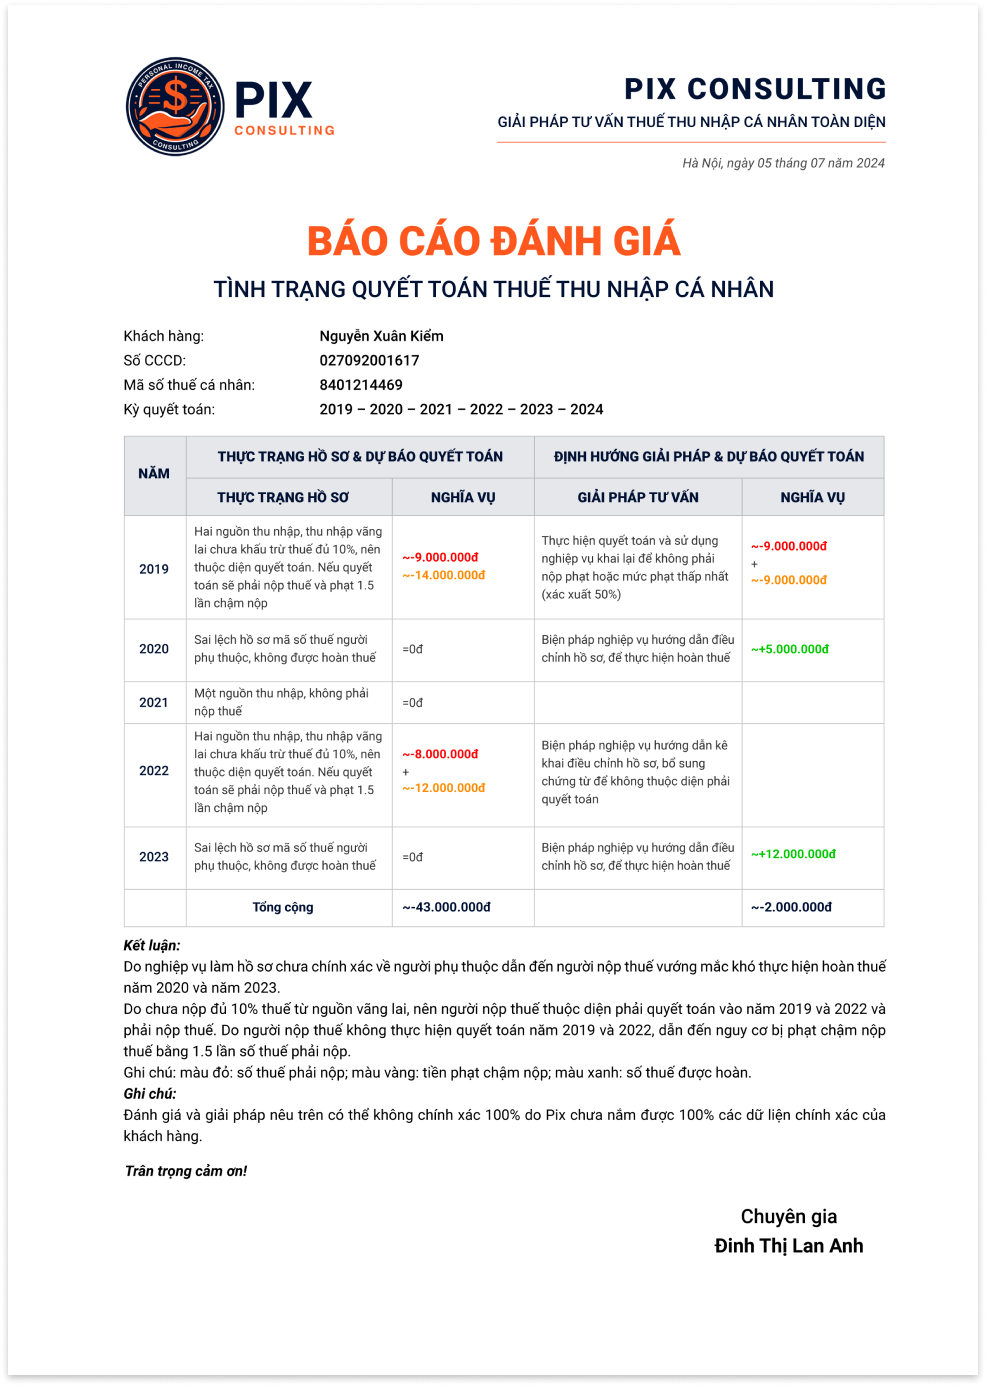 PERSONAL INCOME TAX
CONSULTING
PIX
CONSULTING
PIX CONSULTING
GIẢI PHÁP TƯ VẤN THUẾ THU NHẬP CÁ NHÂN TOÀN DIỆN
Hà Nội, ngày 05 tháng 07 năm 2024
BÁO CÁO ĐÁNH GIÁ
TÌNH TRẠNG QUYẾT TOÁN THUẾ THU NHẬP CÁ NHÂN
Khách hàng: Nguyễn Xuân Kiểm
Số CCCD: 027092001617
Mã số thuế cá nhân: 8401214469
Kỳ quyết toán: 2019 – 2020 – 2021 – 2022 – 2023 – 2024
NĂM
THỰC TRẠNG HỒ SƠ & DỰ BÁO QUYẾT TOÁN
ĐỊNH HƯỚNG GIẢI PHÁP & DỰ BÁO QUYẾT TOÁN
THỰC TRẠNG HỒ SƠ
NGHĨA VỤ
GIẢI PHÁP TƯ VẤN
NGHĨA VỤ
2019
Hai nguồn thu nhập, thu nhập vãng
lai chưa khấu trừ thuế đủ 10%, nên
thuộc diện quyết toán. Nếu quyết
toán sẽ phải nộp thuế và phạt 1.5
lần chậm nộp
~-9.000.000đ
~-14.000.000đ
Thực hiện quyết toán và sử dụng
nghiệp vụ khai lại để không phải
nộp phạt hoặc mức phạt thấp nhất
(xác xuất 50%)
~-9.000.000đ
+
~-9.000.000đ
2020
Sai lệch hồ sơ mã số thuế người
phụ thuộc, không được hoàn thuế
=0đ
Biện pháp nghiệp vụ hướng dẫn điều
chỉnh hồ sơ, để thực hiện hoàn thuế
~+5.000.000đ
2021
Một nguồn thu nhập, không phải
nộp thuế
=0đ
2022
Hai nguồn thu nhập, thu nhập vãng
lai chưa khấu trừ thuế đủ 10%, nên
thuộc diện quyết toán. Nếu quyết
toán sẽ phải nộp thuế và phạt 1.5
lần chậm nộp
~-8.000.000đ
+
~-12.000.000đ
Biện pháp nghiệp vụ hướng dẫn kê
khai điều chỉnh hồ sơ, bổ sung
chứng từ để không thuộc diện phải
quyết toán
2023
Sai lệch hồ sơ mã số thuế người
phụ thuộc, không được hoàn thuế
=0đ
Biện pháp nghiệp vụ hướng dẫn điều
chỉnh hồ sơ, để thực hiện hoàn thuế
~+12.000.000đ
Tổng cộng
~-43.000.000đ
~-2.000.000đ
Kết luận:
Do nghiệp vụ làm hồ sơ chưa chính xác về người phụ thuộc dẫn đến người nộp thuế vướng mắc khó thực hiện hoàn thuế
năm 2020 và năm 2023.
Do chưa nộp đủ 10% thuế từ nguồn vãng lai, nên người nộp thuế thuộc diện phải quyết toán vào năm 2019 và 2022 và
phải nộp thuế. Do người nộp thuế không thực hiện quyết toán năm 2019 và 2022, dẫn đến nguy cơ bị phạt chậm nộp
thuế bằng 1.5 lần số thuế phải nộp.
Ghi chú: màu đỏ: số thuế phải nộp; màu vàng: tiền phạt chậm nộp; màu xanh: số thuế được hoàn.
Ghi chú:
Đánh giá và giải pháp nêu trên có thể không chính xác 100% do Pix chưa nắm được 100% các dữ liện chính xác của
khách hàng.
Trân trọng cảm ơn!
Chuyên gia
Đinh Thị Lan Anh